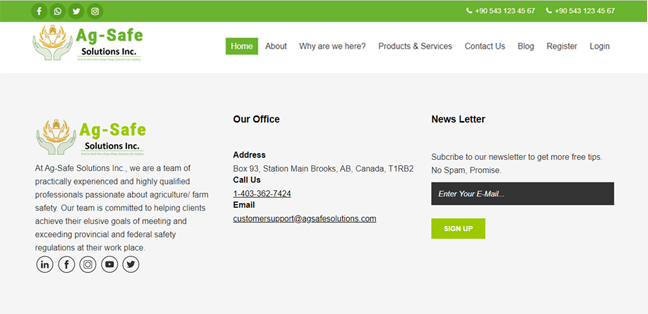 +90 543 123 45 67 +90 543 123 45 67
Ag-Safe
Solutions Inc.
Home About Why are we here? Products & Services Contact Us Blog Register Login
Ag-Safe
Solutions Inc.
At Ag-Safe Solutions Inc., we are a team of
practically experienced and highly qualified
professionals passionate about agriculture/ farm
safety. Our team is committed to helping clients
achieve their elusive goals of meeting and
exceeding provincial and federal safety
regulations at their work place.
Our Office
Address
Box 93, Station Main Brooks, AB, Canada, T1RB2
Call Us
1-403-362-7424
Email
customersupport@agsafesolutions.com
News Letter
Subcribe to our newsletter to get more free tips.
No Spam, Promise.
Enter Your E-Mail...
SIGN UP